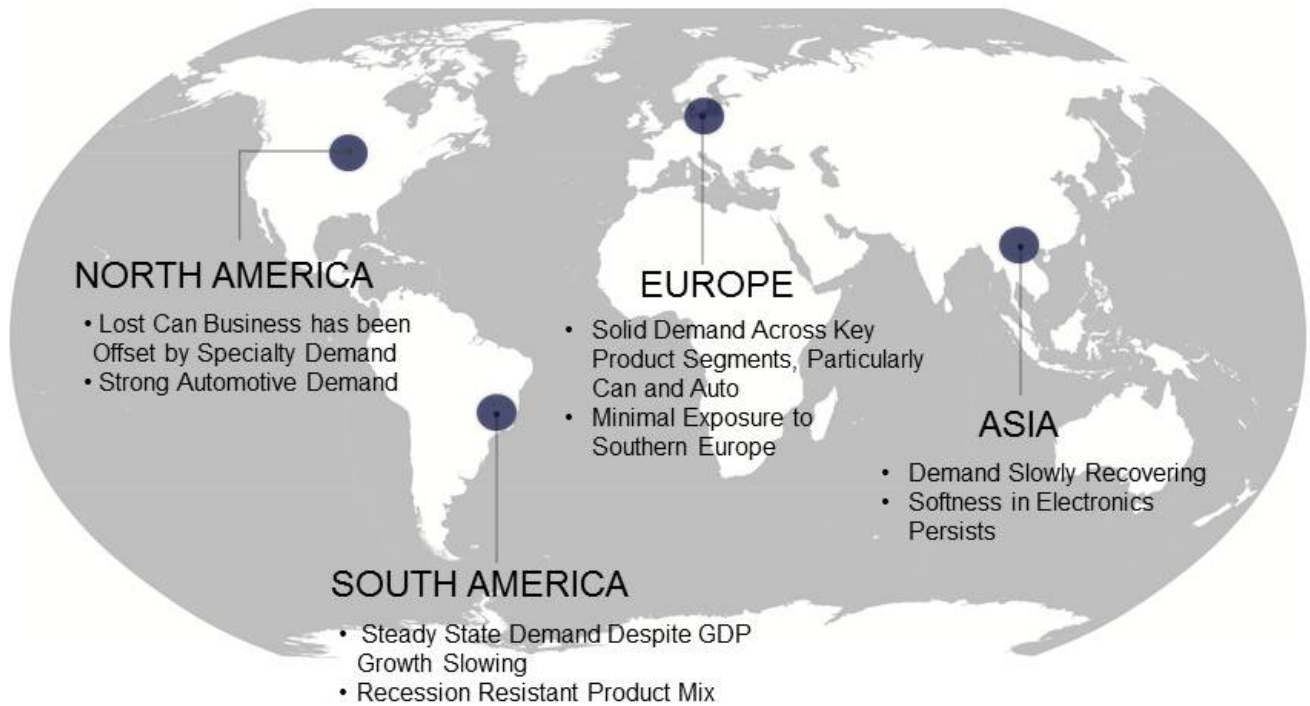 NORTH AMERICA
• Lost Can Business has been
Offset by Specialty Demand
• Strong Automotive Demand
EUROPE
• Solid Demand Across Key
Product Segments, Particularly
Can and Auto
• Minimal Exposure to
Southern Europe
ASIA
• Demand Slowly Recovering
• Softness in Electronics
Persists
SOUTH AMERICA
• Steady State Demand Despite GDP
Growth Slowing
• Recession Resistant Product Mix